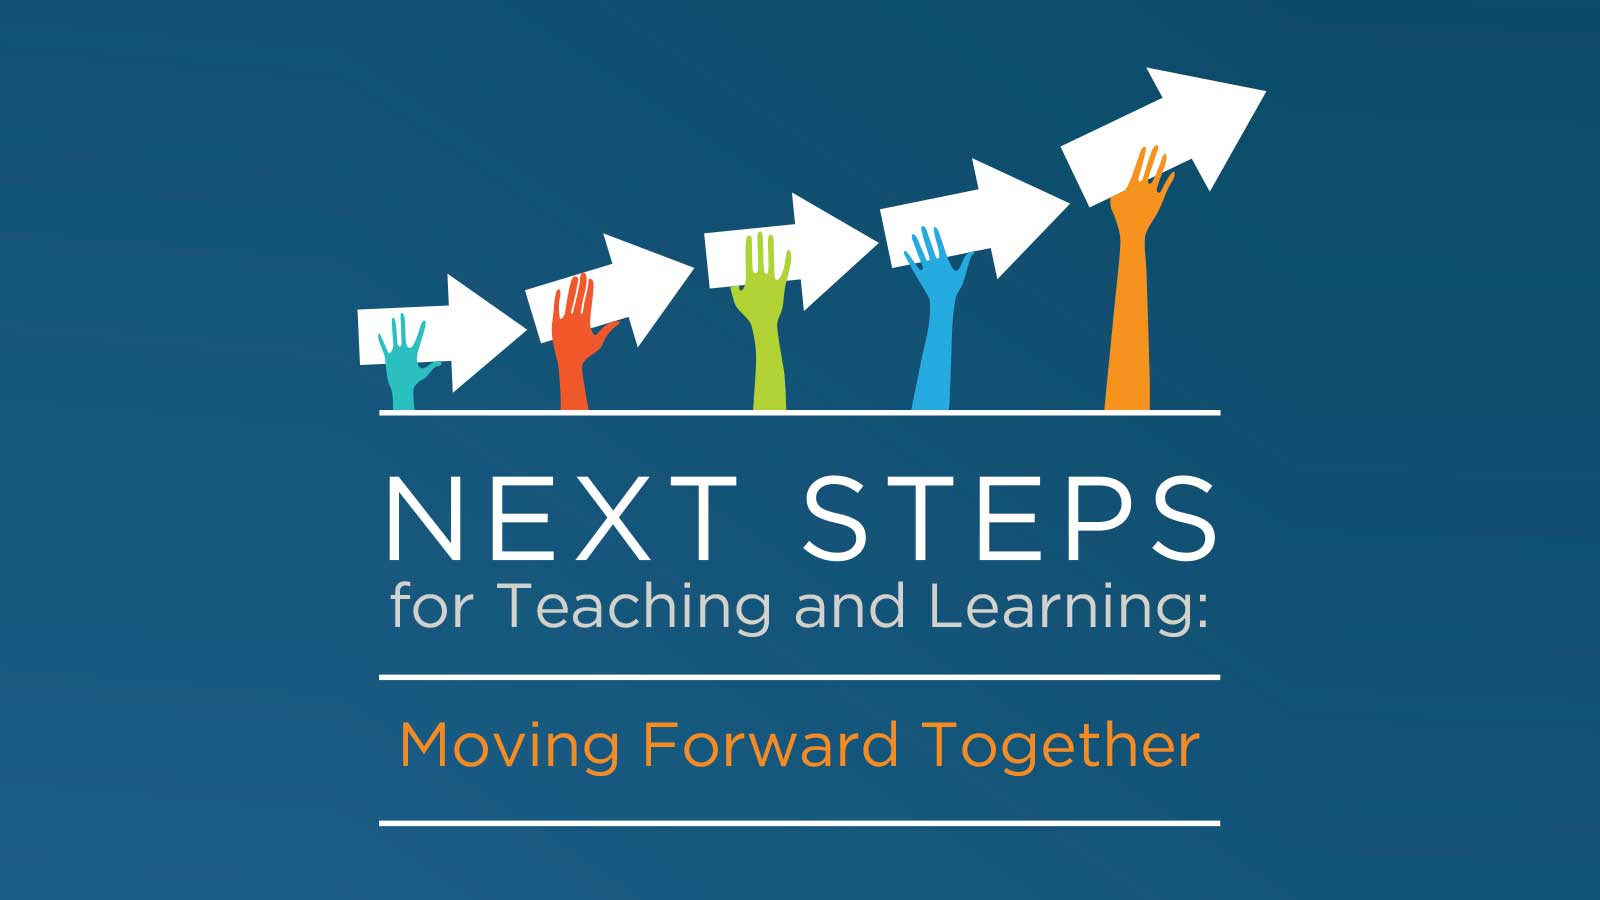 NEXT STEPS
for Teaching and Learning:
Moving Forward Together